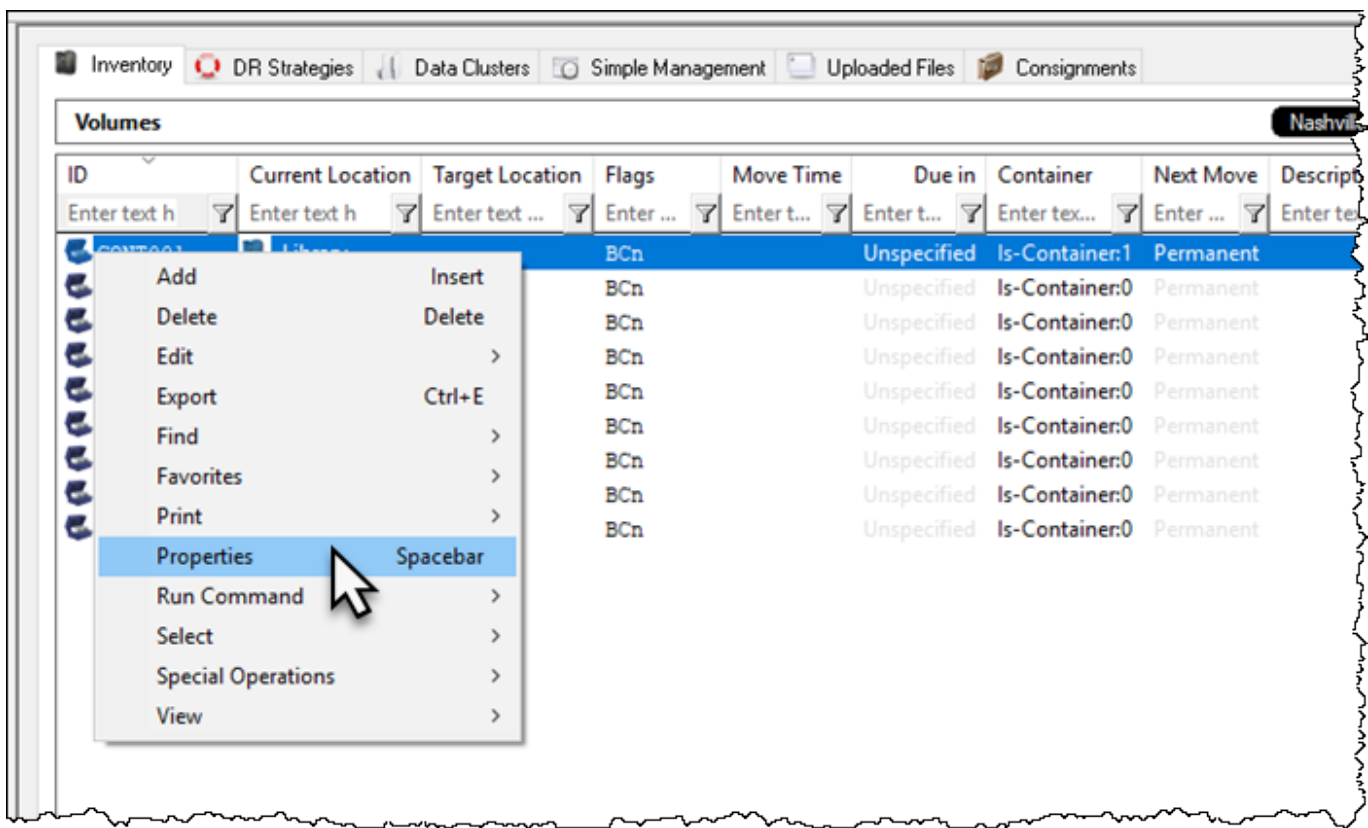 Inventory DR Strategies Data Clusters Simple Management Uploaded Files Consignments
Volumes
ID Current Location Target Location Flags Move Time Due in Container Next Move Descript
Enter text h Enter text h Enter text ... Enter ... Enter t... Enter t... Enter tex... Enter ... Enter tex
BCn Unspecified Is-Container:1 Permanent
Add Insert
BCn Unspecified Is-Container:0 Permanent
Delete Delete
BCn Unspecified Is-Container:0 Permanent
Edit >
BCn Unspecified Is-Container:0 Permanent
Export Ctrl+E
BCn Unspecified Is-Container:0 Permanent
Find >
BCn Unspecified Is-Container:0 Permanent
Favorites >
BCn Unspecified Is-Container:0 Permanent
Print >
BCn Unspecified Is-Container:0 Permanent
BCn Unspecified Is-Container:0 Permanent
Properties Spacebar
Run Command >
Select >
Special Operations >
View >